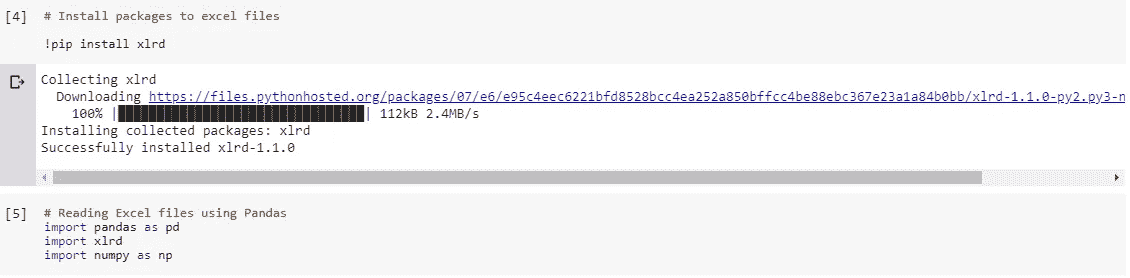 [4] # Install packages to excel files
!pip install xlrd
Collecting xlrd
Downloading https://files.pythonhosted.org/packages/07/e6/e95c4eec6221bfd8528bcc4ea252a850bffcc4be88ebc367e23a1a84b0bb/xlrd-1.1.0-py2.py3-n
100% |████████████████████████████████| 112kB 2.4MB/s
Installing collected packages: xlrd
Successfully installed xlrd-1.1.0
[5] # Reading Excel files using Pandas
import pandas as pd
import xlrd
import numpy as np